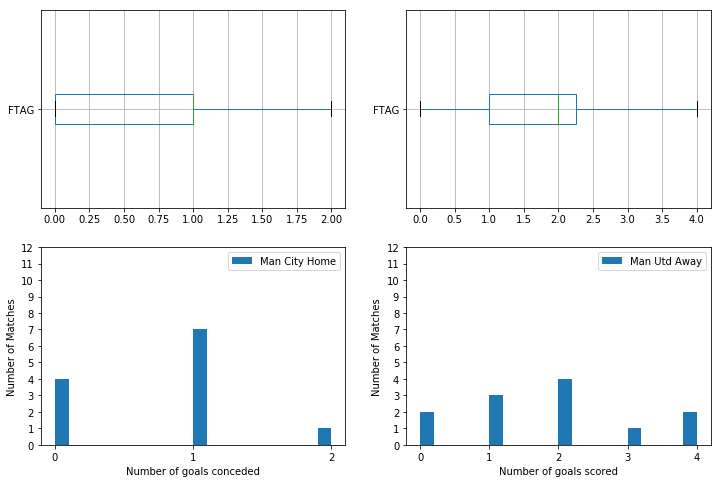 FTAG
0.00 0.25 0.50 0.75 1.00 1.25 1.50 1.75 2.00
FTAG
0.0 0.5 1.0 1.5 2.0 2.5 3.0 3.5 4.0
Man City Home
Number of Matches
12
11
10
9
8
7
6
5
4
3
2
1
0
0 1 2
Number of goals conceded
Man Utd Away
Number of Matches
12
11
10
9
8
7
6
5
4
3
2
1
0
0 1 2 3 4
Number of goals scored